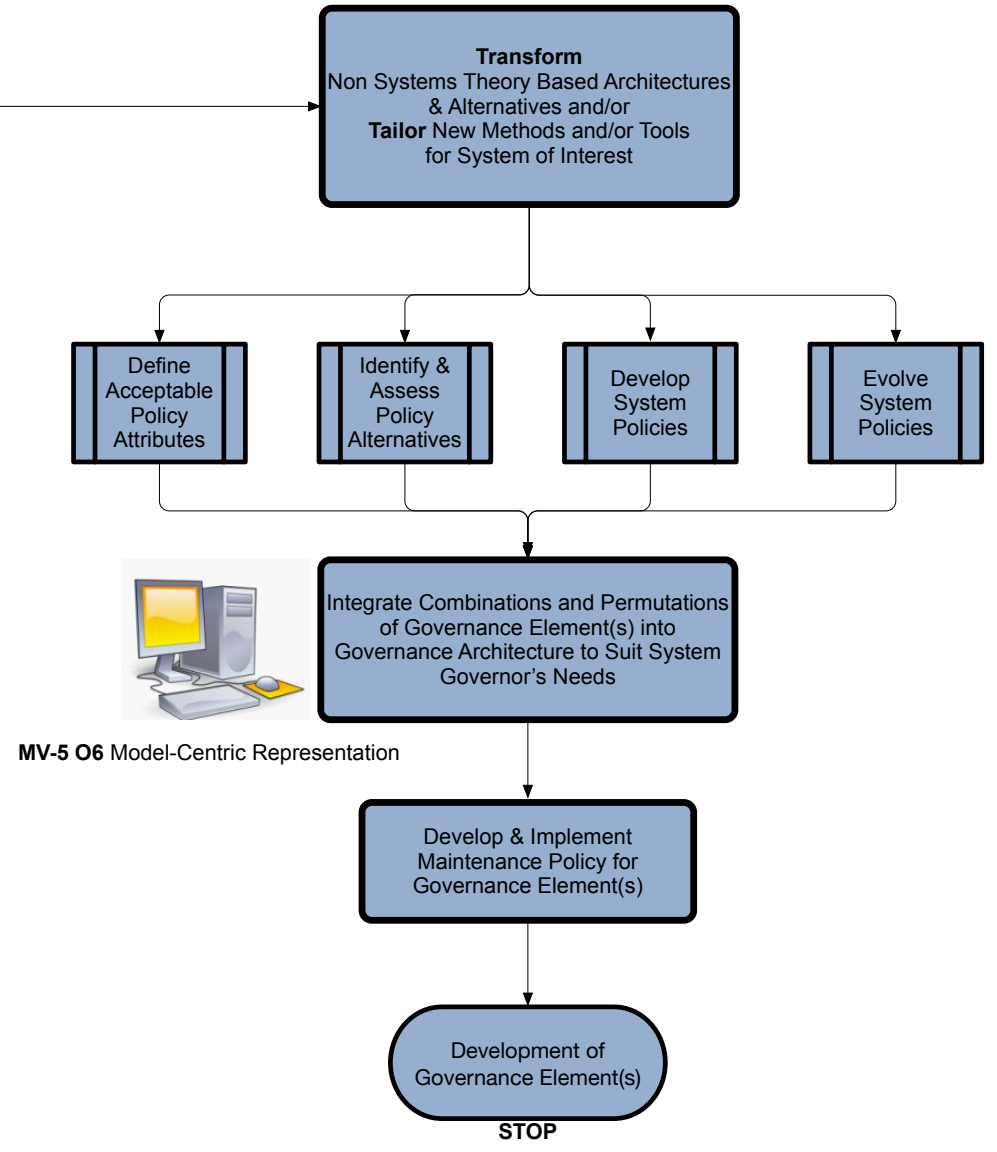 Transform
Non Systems Theory Based Architectures
& Alternatives and/or
Tailor New Methods and/or Tools
for System of Interest
Define
Acceptable
Policy
Attributes
Identify &
Assess
Policy
Alternatives
Develop
System
Policies
Evolve
System
Policies
Integrate Combinations and Permutations
of Governance Element(s) into
Governance Architecture to Suit System
Governor's Needs
MV-5 O6 Model-Centric Representation
Develop & Implement
Maintenance Policy for
Governance Element(s)
Development of
Governance Element(s)
STOP